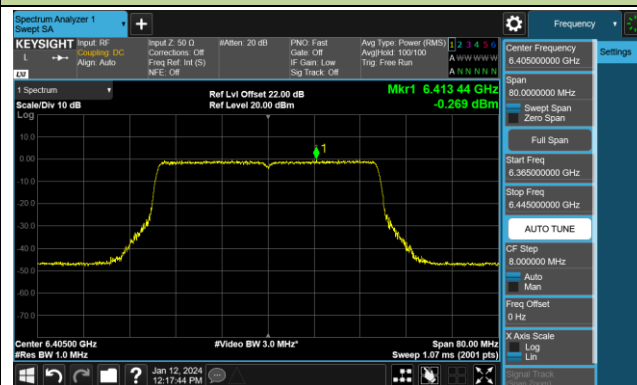 Spectrum Analyzer 1
Swept SA
Frequency
KEYSIGHT
L
LXI
Input: RF
Coupling: DC
Align: Auto
Input Z: 50 Ω
Corrections: Off
Freq Ref: Int (S)
NFE: Off
#Atten: 20 dB
PNO: Fast
Gate: Off
IF Gain: Low
Sig Track: Off
Avg Type: Power (RMS)
Avg|Hold: 100/100
Trig: Free Run
1 2 3 4 5 6
A W W W W W
A N N N N N
Center Frequency
6.405000000 GHz
Settings
Span
80.0000000 MHz
Swept Span
Zero Span
Full Span
Start Freq
6.365000000 GHz
Stop Freq
6.445000000 GHz
AUTO TUNE
CF Step
8.000000 MHz
Auto
Man
Freq Offset
0 Hz
X Axis Scale
Log
Lin
Signal Track
1 Spectrum
Scale/Div 10 dB
Log
Ref Lvl Offset 22.00 dB
Ref Level 20.00 dBm
Mkr1 6.413 44 GHz
-0.269 dBm
1
10.0
0.00
-10.0
-20.0
-30.0
-40.0
-50.0
-60.0
-70.0
Center 6.40500 GHz
#Res BW 1.0 MHz
#Video BW 3.0 MHz*
Span 80.00 MHz
Sweep 1.07 ms (2001 pts)
?
Jan 12, 2024
12:17:44 PM